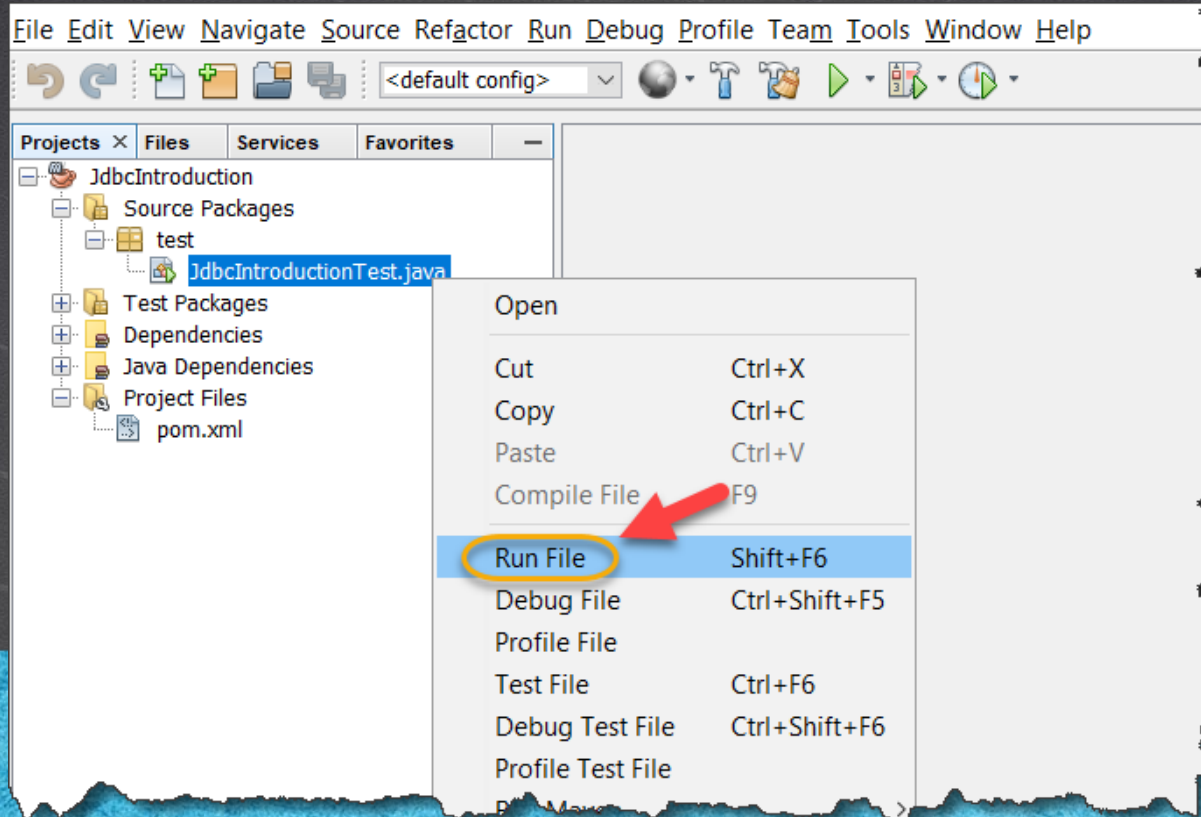 File Edit View Navigate Source Refactor Run Debug Profile Team Tools Window Help
<default config>
Projects Files Services Favorites
JdbcIntroduction
Source Packages
test
JdbcIntroductionTest.java
Test Packages
Dependencies
Java Dependencies
Project Files
pom.xml
Open
Cut Ctrl+X
Copy Ctrl+C
Paste Ctrl+V
Compile File F9
Run File Shift+F6
Debug File Ctrl+Shift+F5
Profile File
Test File Ctrl+F6
Debug Test File Ctrl+Shift+F6
Profile Test File